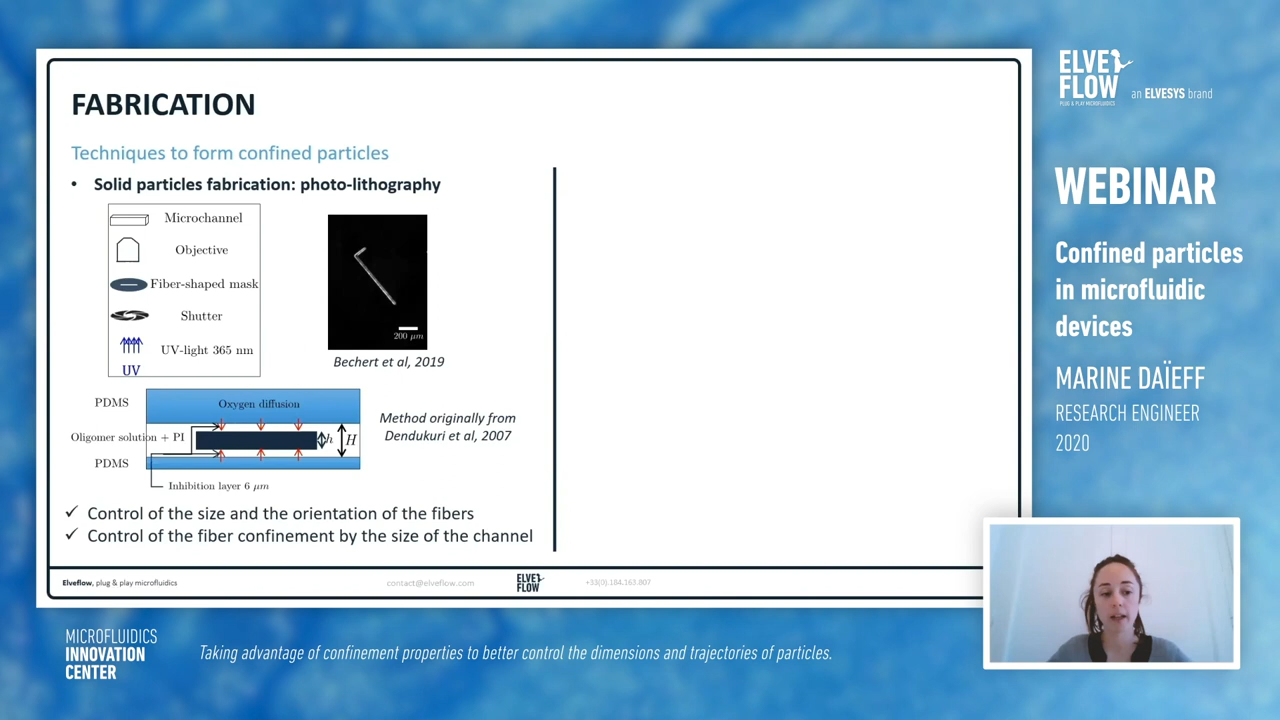 FABRICATION
Techniques to form confined particles
• Solid particles fabrication: photo-lithography
Microchannel
Objective
Fiber-shaped mask
Shutter
UV-light 365 nm
UV
200 μm
Bechert et al, 2019
PDMS
Oxygen diffusion
Oligomer solution + PI
h
H
PDMS
Inhibition layer 6 μm
Method originally from
Dendukuri et al, 2007
✓ Control of the size and the orientation of the fibers
✓ Control of the fiber confinement by the size of the channel
Elveflow, plug & play microfluidics
contact@elveflow.com
ELVE
FLOW
+33(0).184.163.807
ELVE
FLOW
PLUG & PLAY MICROFLUIDICS
an ELVESYS brand
WEBINAR
Confined particles
in microfluidic
devices
MARINE DAÏEFF
RESEARCH ENGINEER
2020
MICROFLUIDICS
INNOVATION
CENTER
Taking advantage of confinement properties to better control the dimensions and trajectories of particles.